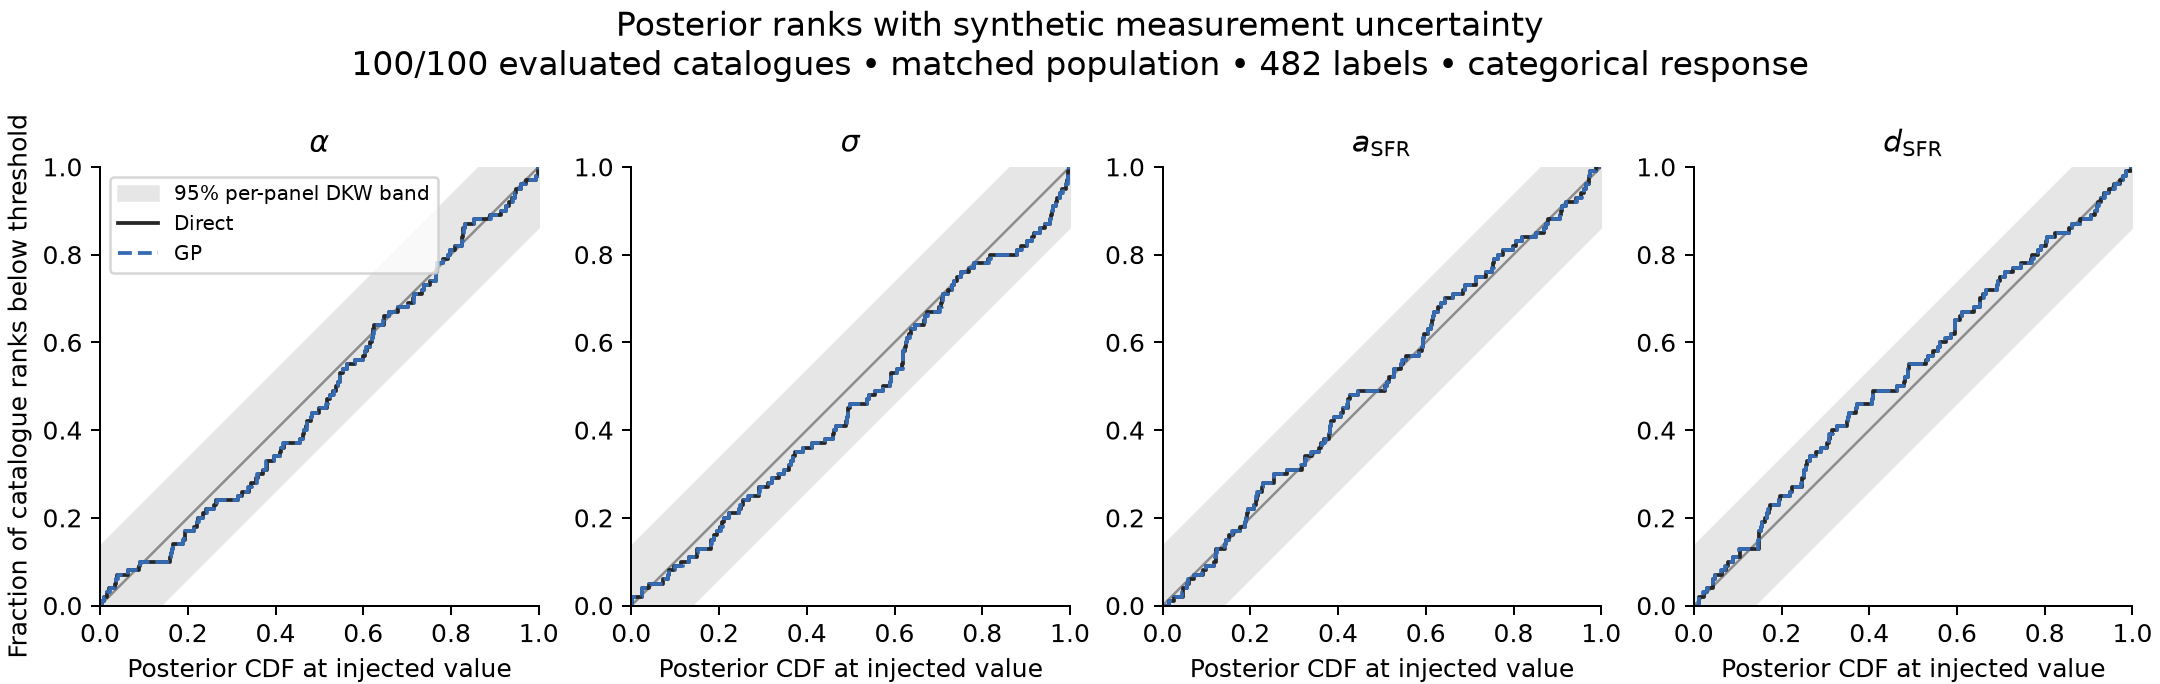 Posterior ranks with synthetic measurement uncertainty
100/100 evaluated catalogues • matched population • 482 labels • categorical response
Fraction of catalogue ranks below threshold
α
1.0
0.8
0.6
0.4
0.2
0.0
95% per-panel DKW band
Direct
GP
0.0 0.2 0.4 0.6 0.8 1.0
Posterior CDF at injected value
σ
1.0
0.8
0.6
0.4
0.2
0.0
0.0 0.2 0.4 0.6 0.8 1.0
Posterior CDF at injected value
a_SFR
1.0
0.8
0.6
0.4
0.2
0.0
0.0 0.2 0.4 0.6 0.8 1.0
Posterior CDF at injected value
d_SFR
1.0
0.8
0.6
0.4
0.2
0.0
0.0 0.2 0.4 0.6 0.8 1.0
Posterior CDF at injected value